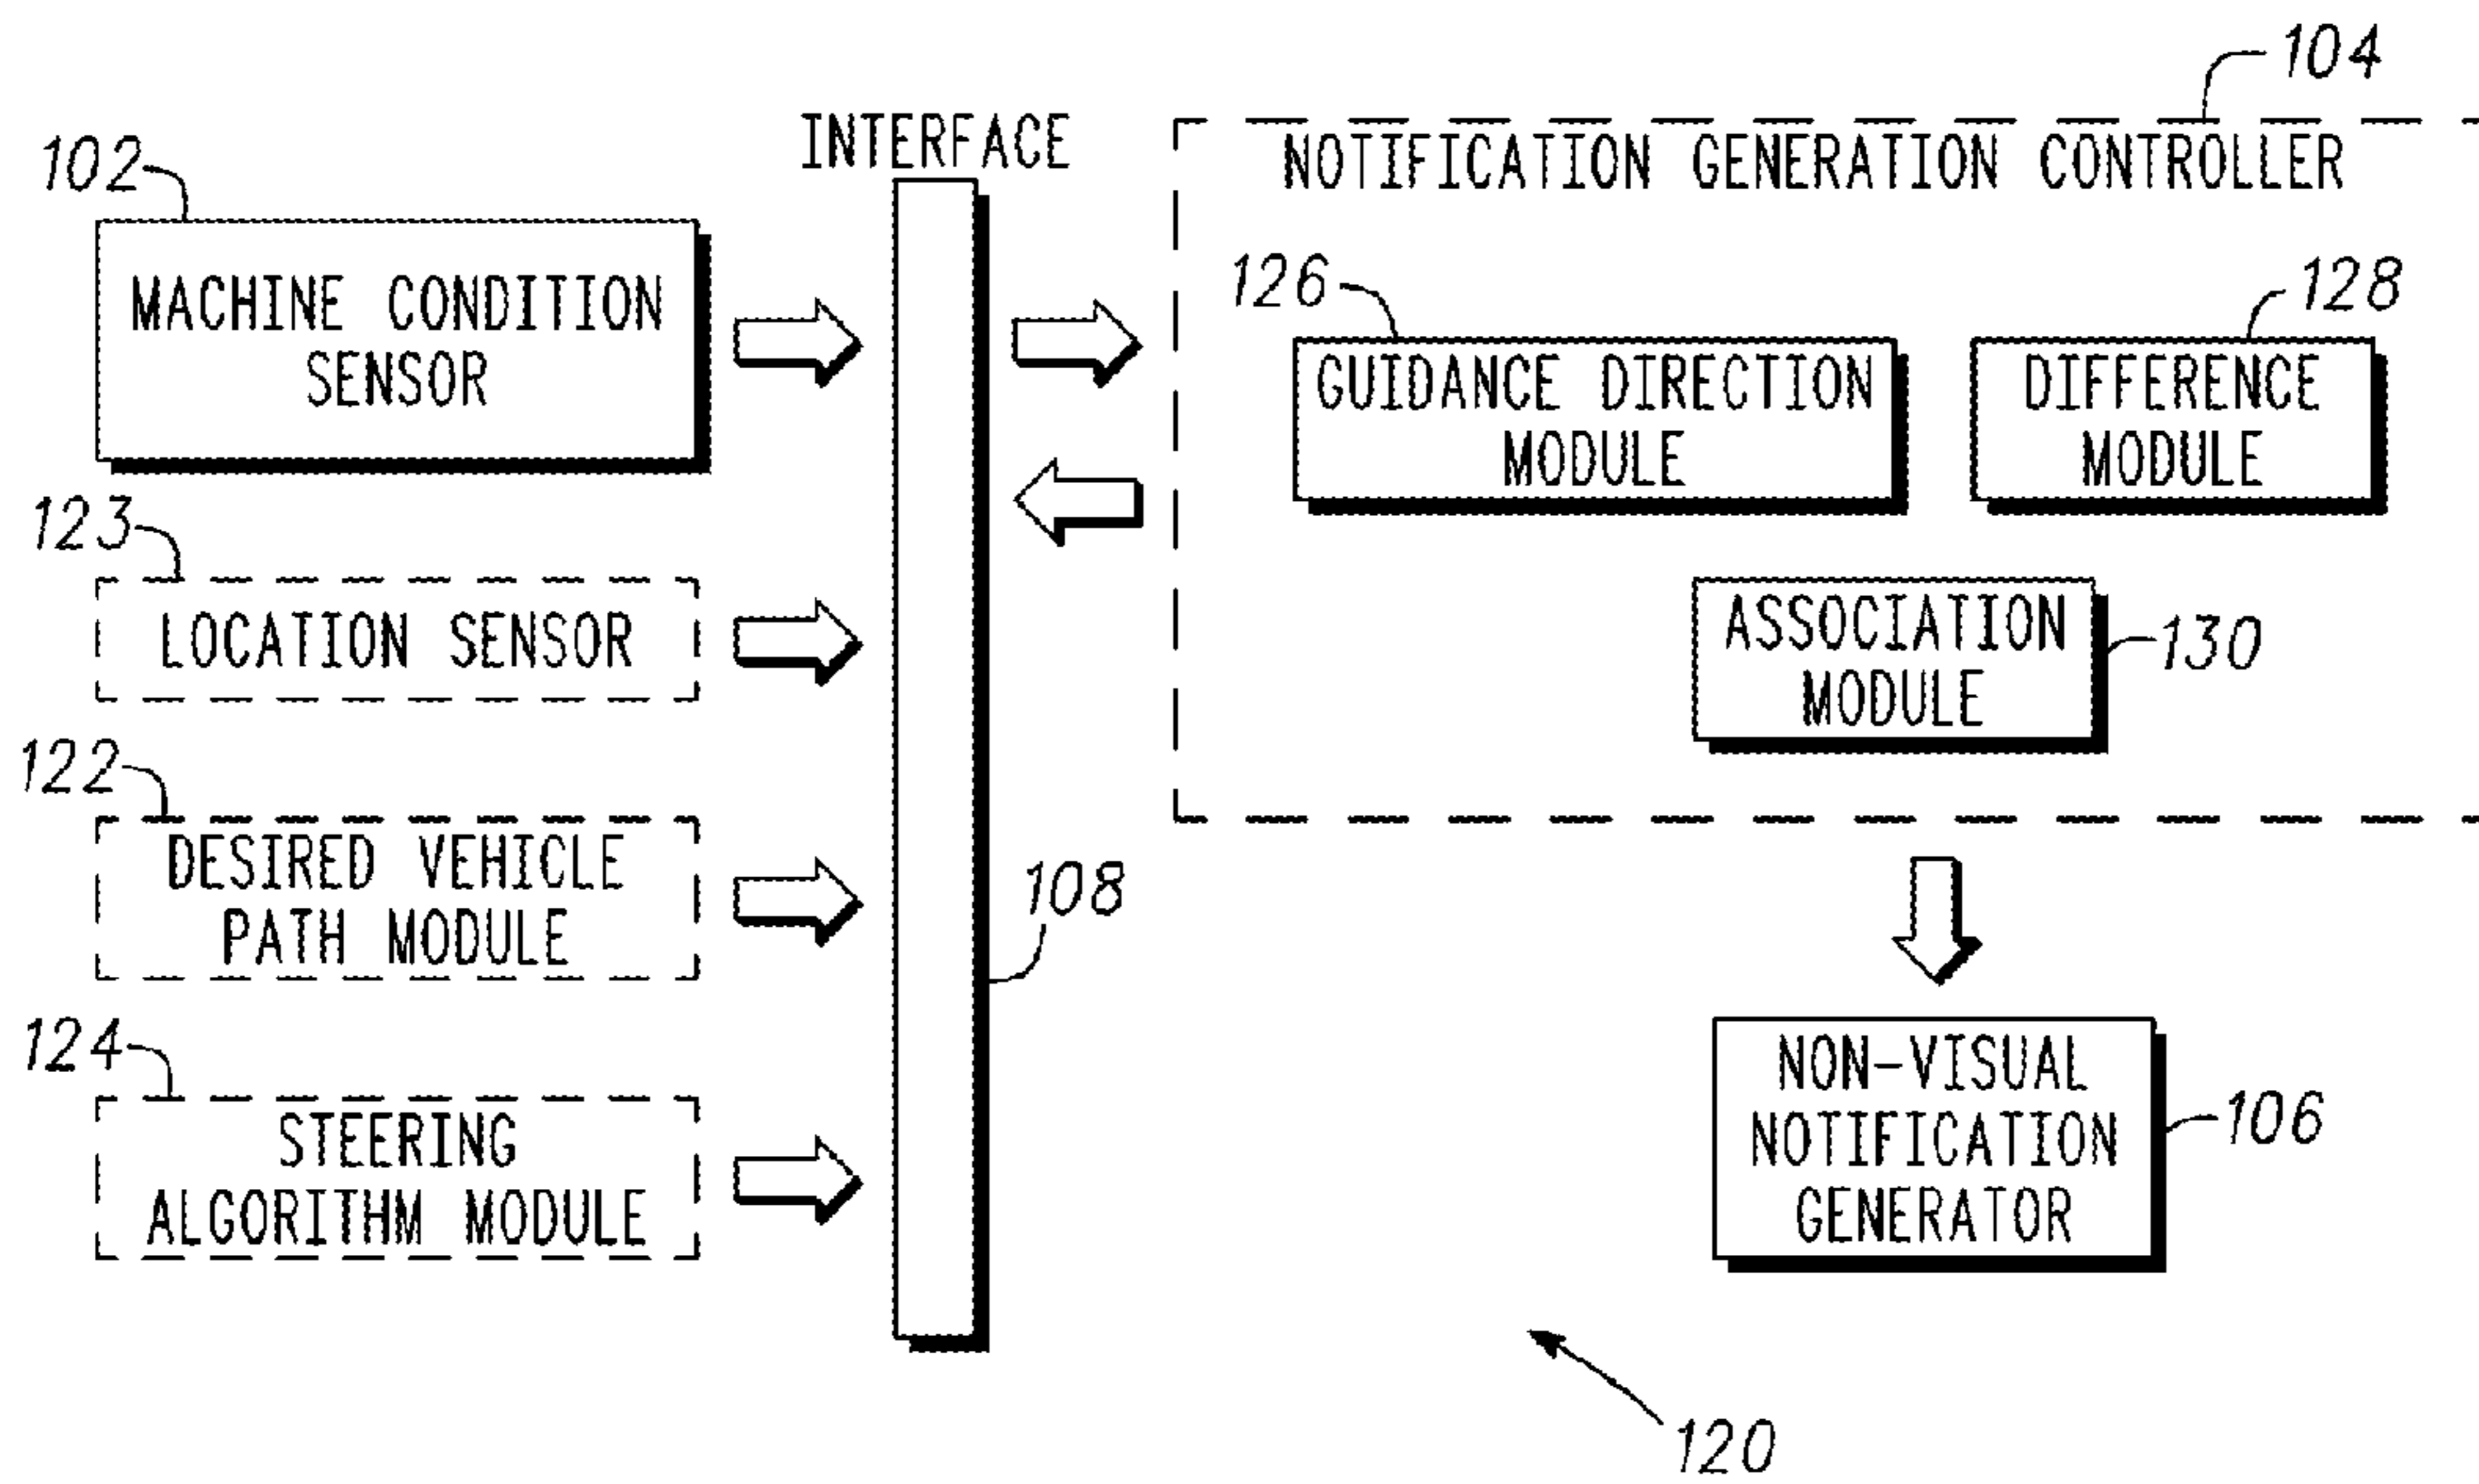 102
MACHINE CONDITION
SENSOR
123
LOCATION SENSOR
122
DESIRED VEHICLE
PATH MODULE
124
STEERING
ALGORITHM MODULE
INTERFACE
108
104
NOTIFICATION GENERATION CONTROLLER
126
GUIDANCE DIRECTION
MODULE
128
DIFFERENCE
MODULE
ASSOCIATION
MODULE
130
NON-VISUAL
NOTIFICATION
GENERATOR
106
120